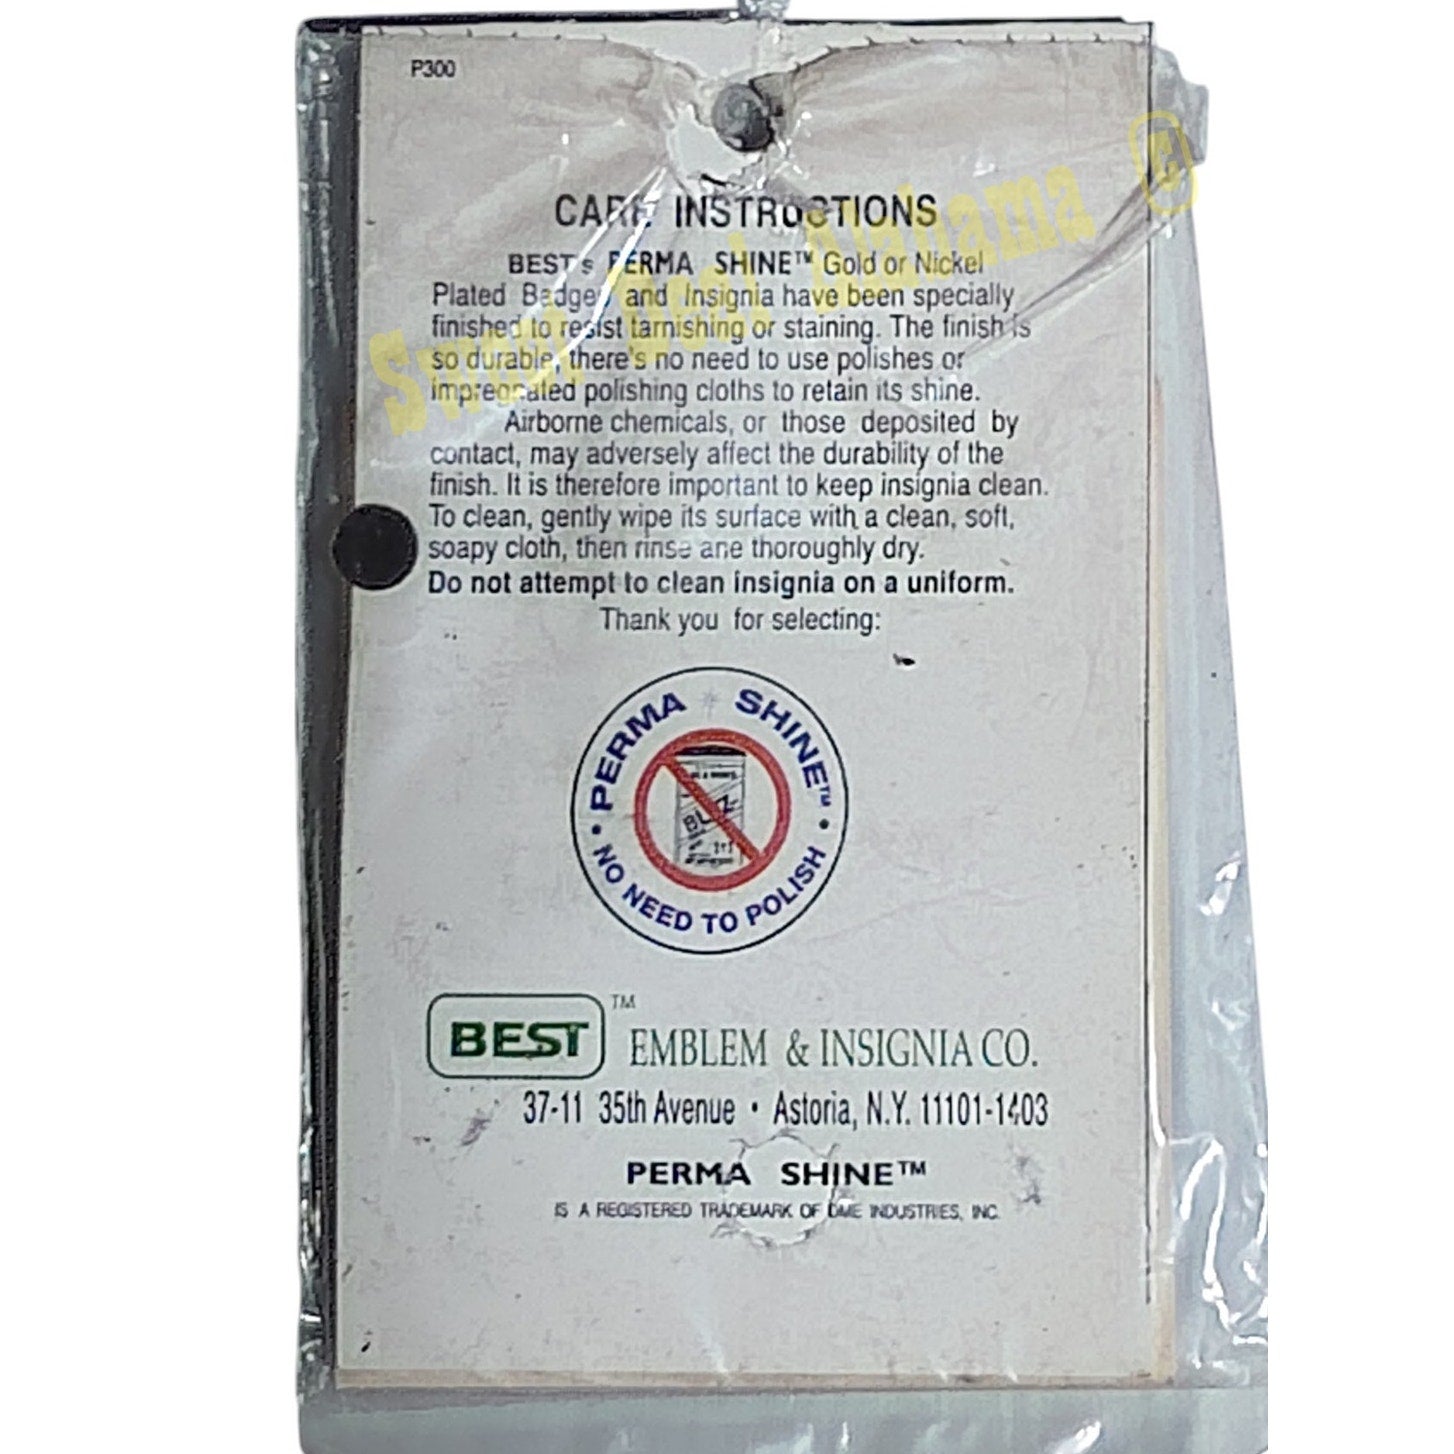 P300
CARE INSTRUCTIONS
BEST's PERMA SHINE™ Gold or Nickel
Plated Badges and Insignia have been specially
finished to resist tarnishing or staining. The finish is
so durable, there's no need to use polishes or
impregnated polishing cloths to retain its shine.
Airborne chemicals, or those deposited by
contact, may adversely affect the durability of the
finish. It is therefore important to keep insignia clean.
To clean, gently wipe its surface with a clean, soft,
soapy cloth, then rinse ane thoroughly dry.
Do not attempt to clean insignia on a uniform.
Thank you for selecting:
PERMA SHINE™
BLITZ
• NO NEED TO POLISH •
BEST™ EMBLEM & INSIGNIA CO.
37-11 35th Avenue • Astoria, N.Y. 11101-1403
PERMA SHINE™
IS A REGISTERED TRADEMARK OF DME INDUSTRIES, INC.
Sweet Deel Alabama ©